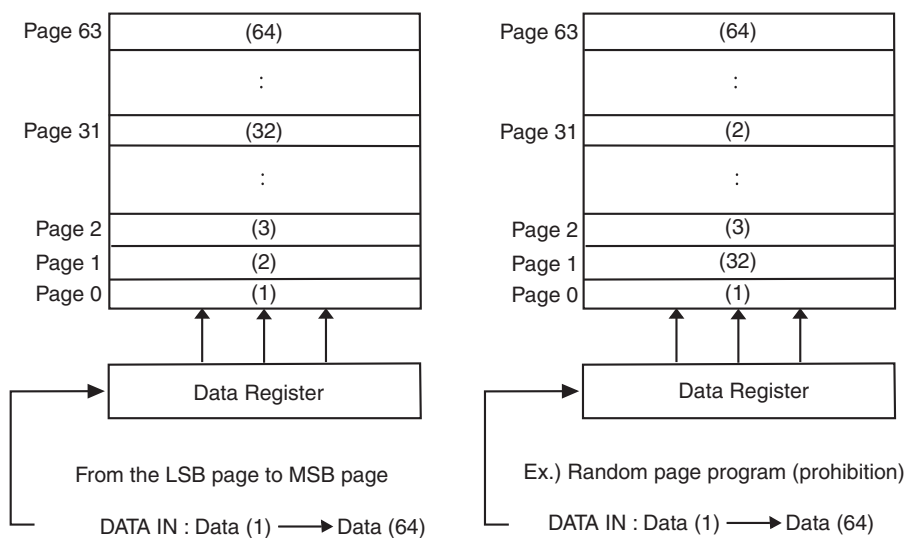 Page 63 (64)
:
Page 31 (32)
:
Page 2 (3)
Page 1 (2)
Page 0 (1)
Data Register
From the LSB page to MSB page
DATA IN : Data (1) Data (64)
Page 63 (64)
:
Page 31 (2)
:
Page 2 (3)
Page 1 (32)
Page 0 (1)
Data Register
Ex.) Random page program (prohibition)
DATA IN : Data (1) Data (64)